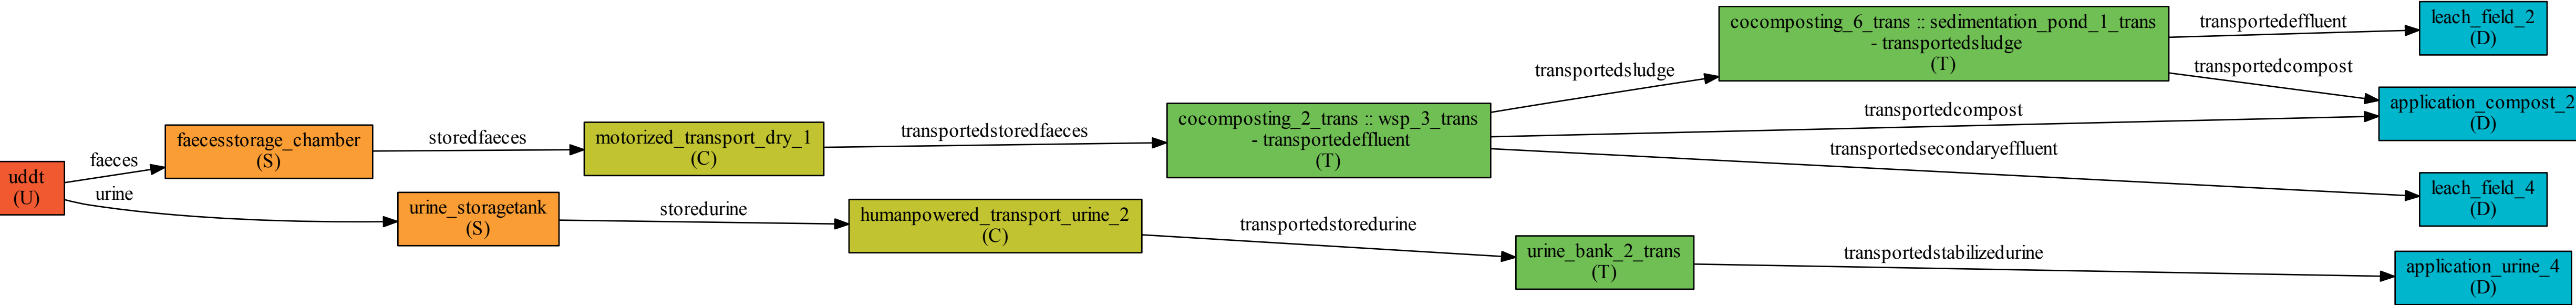 uddt
(U)
faeces
urine
faecesstorage_chamber
(S)
storedfaeces
urine_storagetank
(S)
storedurine
motorized_transport_dry_1
(C)
transportedstoredfaeces
humanpowered_transport_urine_2
(C)
transportedstoredurine
cocomposting_2_trans :: wsp_3_trans
- transportedeffluent
(T)
transportedsludge
transportedcompost
transportedsecondaryeffluent
urine_bank_2_trans
(T)
transportedstabilizedurine
cocomposting_6_trans :: sedimentation_pond_1_trans
- transportedsludge
(T)
transportedeffluent
transportedcompost
leach_field_2
(D)
application_compost_2
(D)
leach_field_4
(D)
application_urine_4
(D)